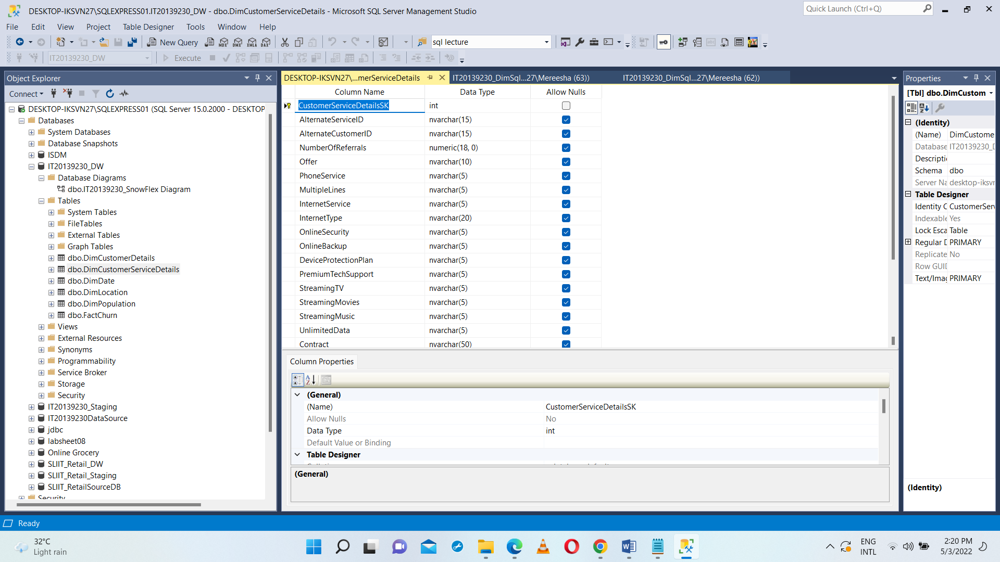 DESKTOP-IKSVN27\SQLEXPRESS01.IT20139230_DW - dbo.DimCustomerServiceDetails - Microsoft SQL Server Management Studio
Quick Launch (Ctrl+Q)
File Edit View Project Table Designer Tools Window Help
New Query MDX DMX XMLA DAX sql lecture
IT20139230_DW Execute
Object Explorer
Connect
DESKTOP-IKSVN27\SQLEXPRESS01 (SQL Server 15.0.2000 - DESKTOP
Databases
System Databases
Database Snapshots
ISDM
IT20139230_DW
Database Diagrams
dbo.IT20139230_SnowFlex Diagram
Tables
System Tables
FileTables
External Tables
Graph Tables
dbo.DimCustomerDetails
dbo.DimCustomerServiceDetails
dbo.DimDate
dbo.DimLocation
dbo.DimPopulation
dbo.FactChurn
Views
External Resources
Synonyms
Programmability
Service Broker
Storage
Security
IT20139230_Staging
IT20139230DataSource
jdbc
labsheet08
Online Grocery
SLIIT_Retail_DW
SLIIT_Retail_Staging
SLIIT_RetailSourceDB
Security
DESKTOP-IKSVN27\...merServiceDetails IT20139230_DimSql...27\Mereesha (63)) IT20139230_DimSql...27\Mereesha (62))
Column Name Data Type Allow Nulls
CustomerServiceDetailsSK int
AlternateServiceID nvarchar(15)
AlternateCustomerID nvarchar(15)
NumberOfReferrals numeric(18, 0)
Offer nvarchar(10)
PhoneService nvarchar(5)
MultipleLines nvarchar(5)
InternetService nvarchar(5)
InternetType nvarchar(20)
OnlineSecurity nvarchar(5)
OnlineBackup nvarchar(5)
DeviceProtectionPlan nvarchar(5)
PremiumTechSupport nvarchar(5)
StreamingTV nvarchar(5)
StreamingMovies nvarchar(5)
StreamingMusic nvarchar(5)
UnlimitedData nvarchar(5)
Contract nvarchar(50)
Column Properties
(General)
(Name) CustomerServiceDetailsSK
Allow Nulls No
Data Type int
Default Value or Binding
Table Designer
(General)
Properties
[Tbl] dbo.DimCustom
(Identity)
(Name) DimCustome
Database IT20139230_D
Descripti
Schema dbo
Server Na desktop-iksvr
Table Designer
Identity C CustomerServ
Indexable Yes
Lock Esca Table
Regular D PRIMARY
Replicate No
Row GUID
Text/Imag PRIMARY
(Identity)
Ready
32°C
Light rain
ENG
INTL
2:20 PM
5/3/2022